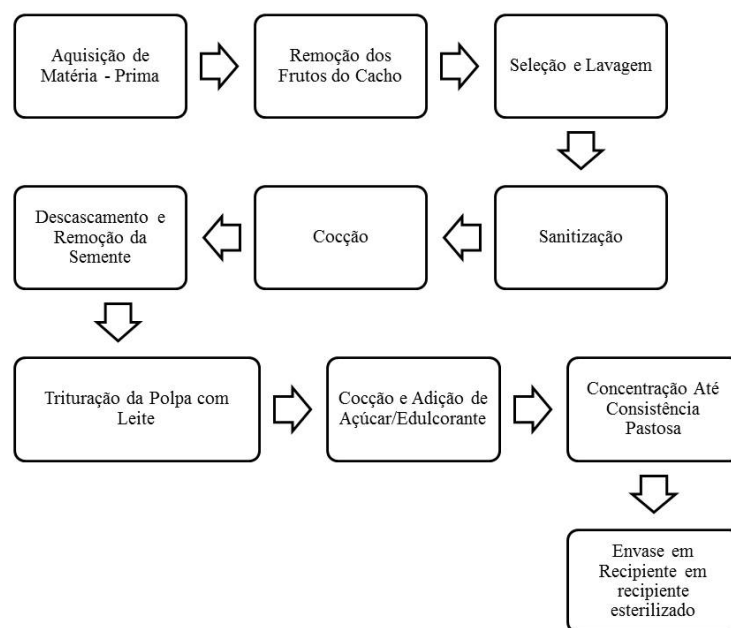 Aquisição de
Matéria - Prima
Remoção dos
Frutos do Cacho
Seleção e Lavagem
Sanitização
Cocção
Descascamento e
Remoção da
Semente
Trituração da Polpa com
Leite
Cocção e Adição de
Açúcar/Edulcorante
Concentração Até
Consistência
Pastosa
Envase em
Recipiente em
recipiente
esterilizado